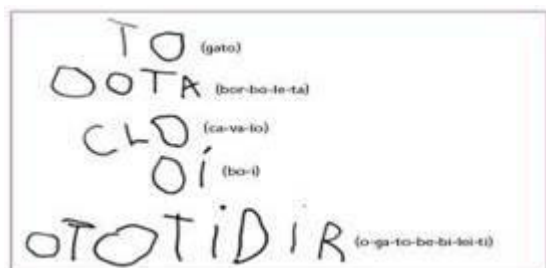 TO (gato)
OOTA (bor-bo-le-ta)
CLO (ca-va-lo)
OÍ (bo-i)
OTOTIDIR (o-ga-to-be-bi-lei-ti)